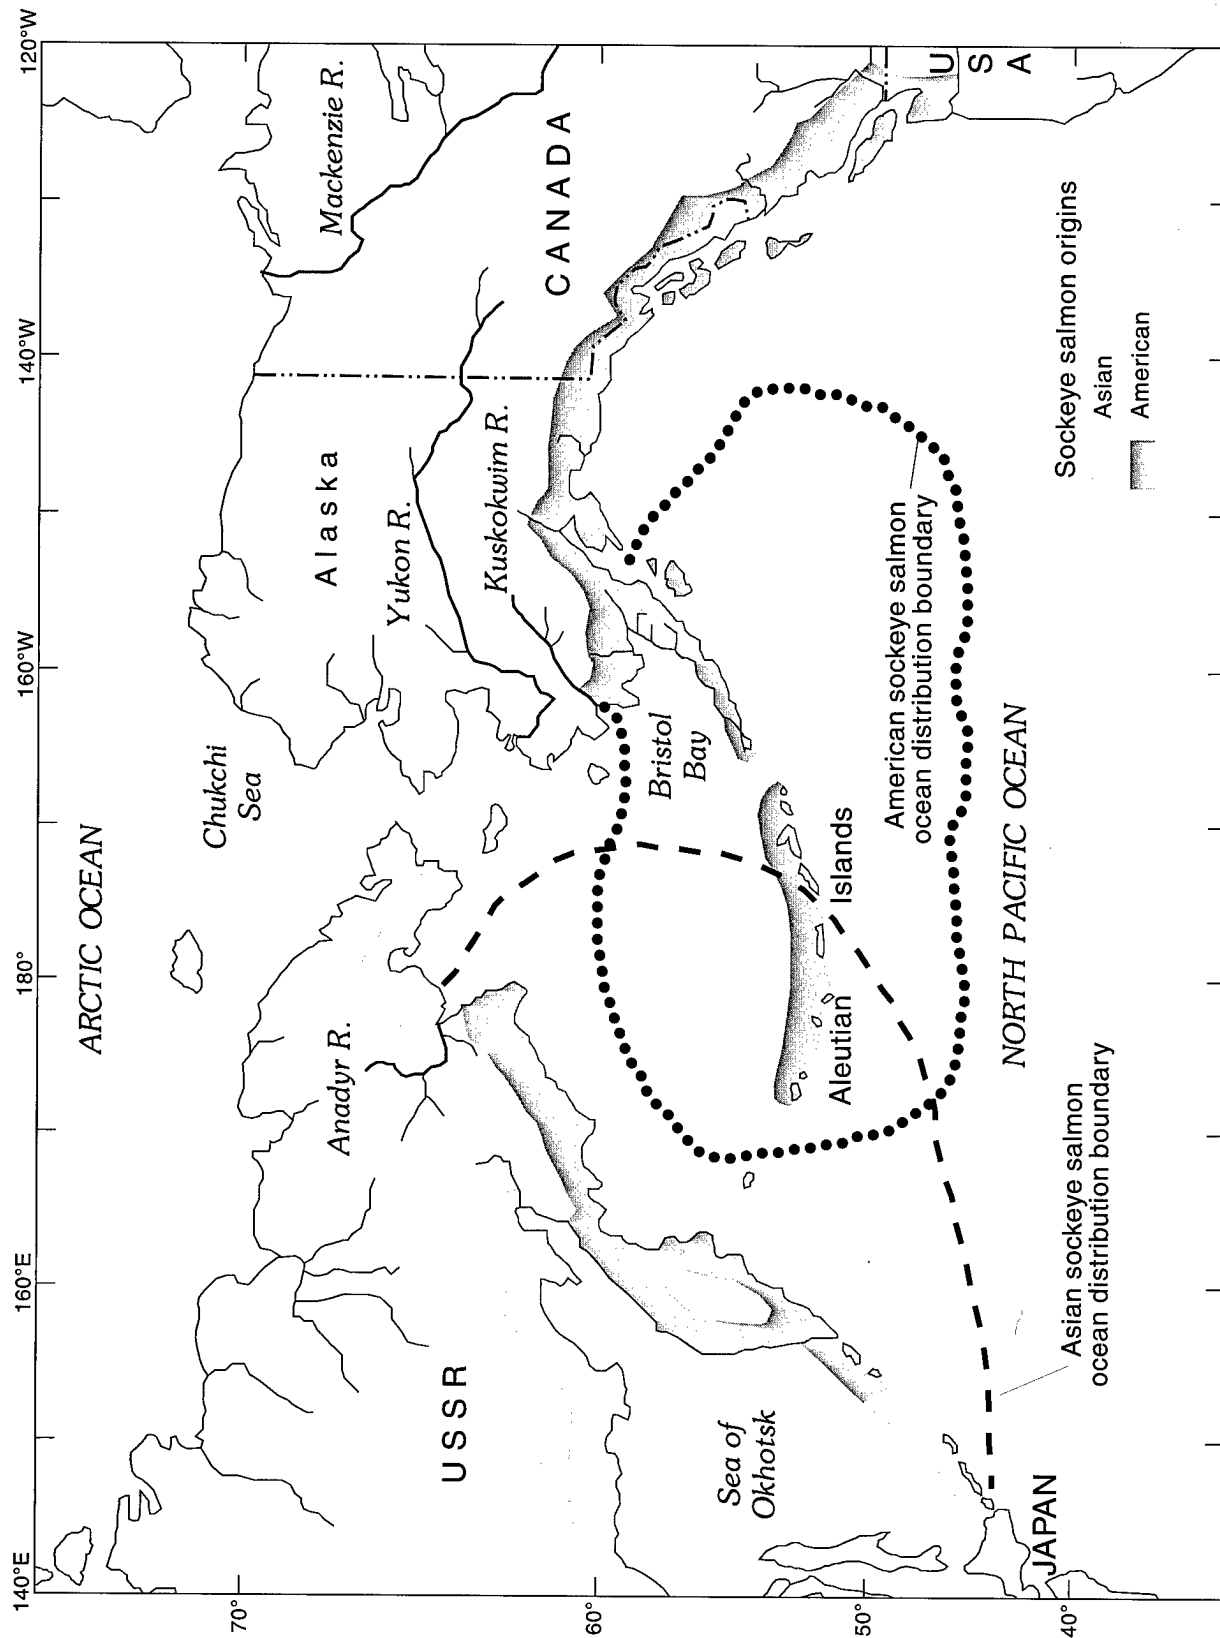 140°E
160°E
180°
160°W
140°W
120°W
70°
60°
50°
40°
ARCTIC OCEAN
Chukchi
Sea
Mackenzie R.
Anadyr R.
Alaska
Yukon R.
Kuskokwim R.
CANADA
USSR
Bristol
Bay
Sea of
Okhotsk
Aleutian
Islands
American sockeye salmon
ocean distribution boundary
USA
NORTH PACIFIC OCEAN
JAPAN
Asian sockeye salmon
ocean distribution boundary
Sockeye salmon origins
Asian
American